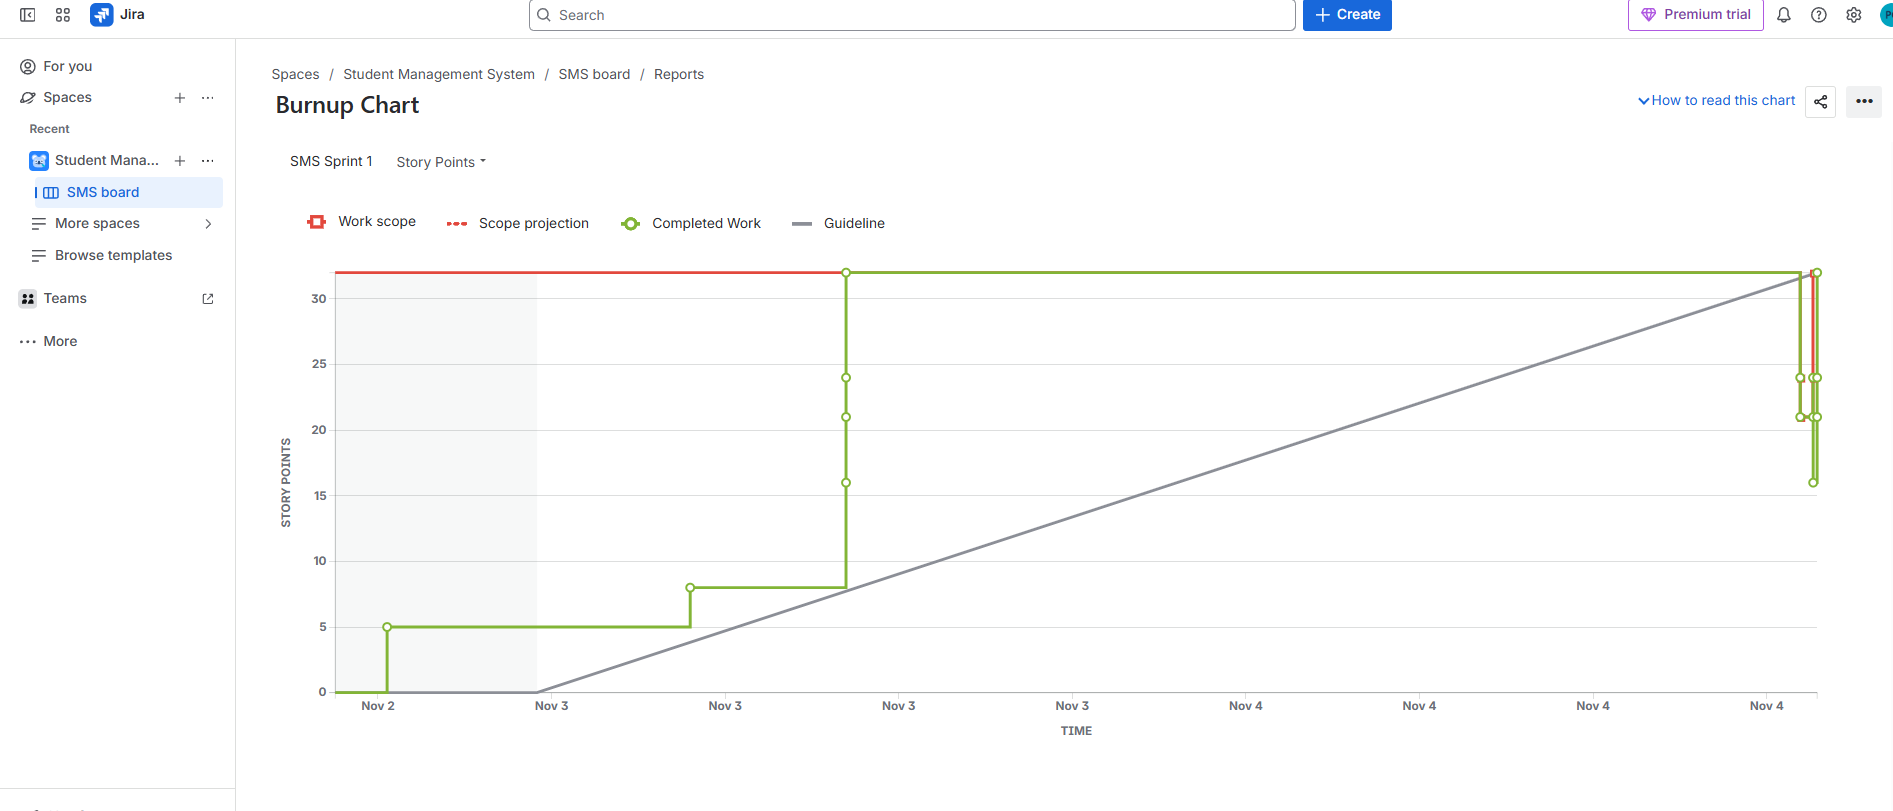 Jira
Search
Create
Premium trial
For you
Spaces
Recent
Student Mana...
SMS board
More spaces
Browse templates
Teams
More
Spaces / Student Management System / SMS board / Reports
Burnup Chart
How to read this chart
SMS Sprint 1 Story Points
Work scope Scope projection Completed Work Guideline
30
25
20
15
10
5
0
STORY POINTS
Nov 2 Nov 3 Nov 3 Nov 3 Nov 3 Nov 4 Nov 4 Nov 4 Nov 4
TIME